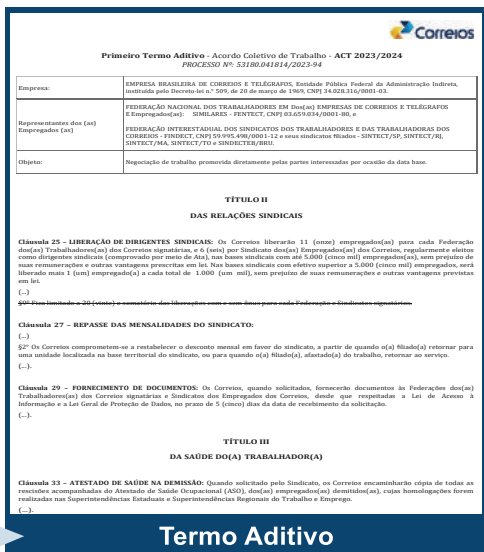 Correios
Primeiro Termo Aditivo - Acordo Coletivo de Trabalho - ACT 2023/2024
PROCESSO Nº: 53180.041814/2023-94
Empresa:
EMPRESA BRASILEIRA DE CORREIOS E TELÉGRAFOS, Entidade Pública Federal da Administração Indireta,
instituída pelo Decreto-lei n.º 509, de 20 de março de 1969, CNPJ 34.028.316/0001-03.
Representantes dos (as)
Empregados (as)
FEDERAÇÃO NACIONAL DOS TRABALHADORES EM Dos(as) EMPRESAS DE CORREIOS E TELÉGRAFOS
E Empregados(as): SIMILARES - FENTECT, CNPJ 03.659.034/0001-80, e
FEDERAÇÃO INTERESTADUAL DOS SINDICATOS DOS TRABALHADORES E DAS TRABALHADORAS DOS
CORREIOS - FINDECT, CNPJ 59.995.498/0001-12 e seus sindicatos filiados - SINTECT/SP, SINTECT/RJ,
SINTECT/MA, SINTECT/TO e SINDECTEB/BRU.
Objeto:
Negociação de trabalho promovida diretamente pelas partes interessadas por ocasião da data base.
TÍTULO II
DAS RELAÇÕES SINDICAIS
Cláusula 25 – LIBERAÇÃO DE DIRIGENTES SINDICAIS: Os Correios liberarão 11 (onze) empregados(as) para cada Federação
dos(as) Trabalhadores(as) dos Correios signatárias, e 6 (seis) por Sindicato dos Empregados(as) dos Correios, regularmente eleitos
como dirigentes sindicais (comprovado por meio de Ata), nas bases sindicais com até 5.000 (cinco mil) empregados(as), sem prejuízo de
suas remunerações e outras vantagens prescritas em lei. Nas bases sindicais com efetivo superior a 5.000 (cinco mil) empregados, será
liberado mais 1 (um) empregado(a) a cada total de 1.000 (um mil), sem prejuízo de suas remunerações e outras vantagens previstas
em lei.
(...)
§9º Fica limitado a 20 (vinte) o somatório das liberações com e sem ônus para cada Federação e Sindicatos signatários.
Cláusula 27 – REPASSE DAS MENSALIDADES DO SINDICATO:
(...)
§2º Os Correios comprometem-se a restabelecer o desconto mensal em favor do sindicato, a partir de quando o(a) filiado(a) retornar para
uma unidade localizada na base territorial do sindicato, ou para quando o(a) filiado(a), afastado(a) do trabalho, retornar ao serviço.
(...).
Cláusula 29 – FORNECIMENTO DE DOCUMENTOS: Os Correios, quando solicitados, fornecerão documentos às Federações dos(as)
Trabalhadores(as) dos Correios signatárias e Sindicatos dos Empregados dos Correios, desde que respeitadas a Lei de Acesso à
Informação e a Lei Geral de Proteção de Dados, no prazo de 5 (cinco) dias da data de recebimento da solicitação.
(...).
TÍTULO III
DA SAÚDE DO(A) TRABALHADOR(A)
Cláusula 33 – ATESTADO DE SAÚDE NA DEMISSÃO: Quando solicitado pelo Sindicato, os Correios encaminharão cópia de todas as
rescisões acompanhadas do Atestado de Saúde Ocupacional (ASO), dos(as) empregados(as) demitidos(as), cujas homologações forem
realizadas nas Superintendências Estaduais e Superintendências Regionais do Trabalho e Emprego.
(...).
Termo Aditivo